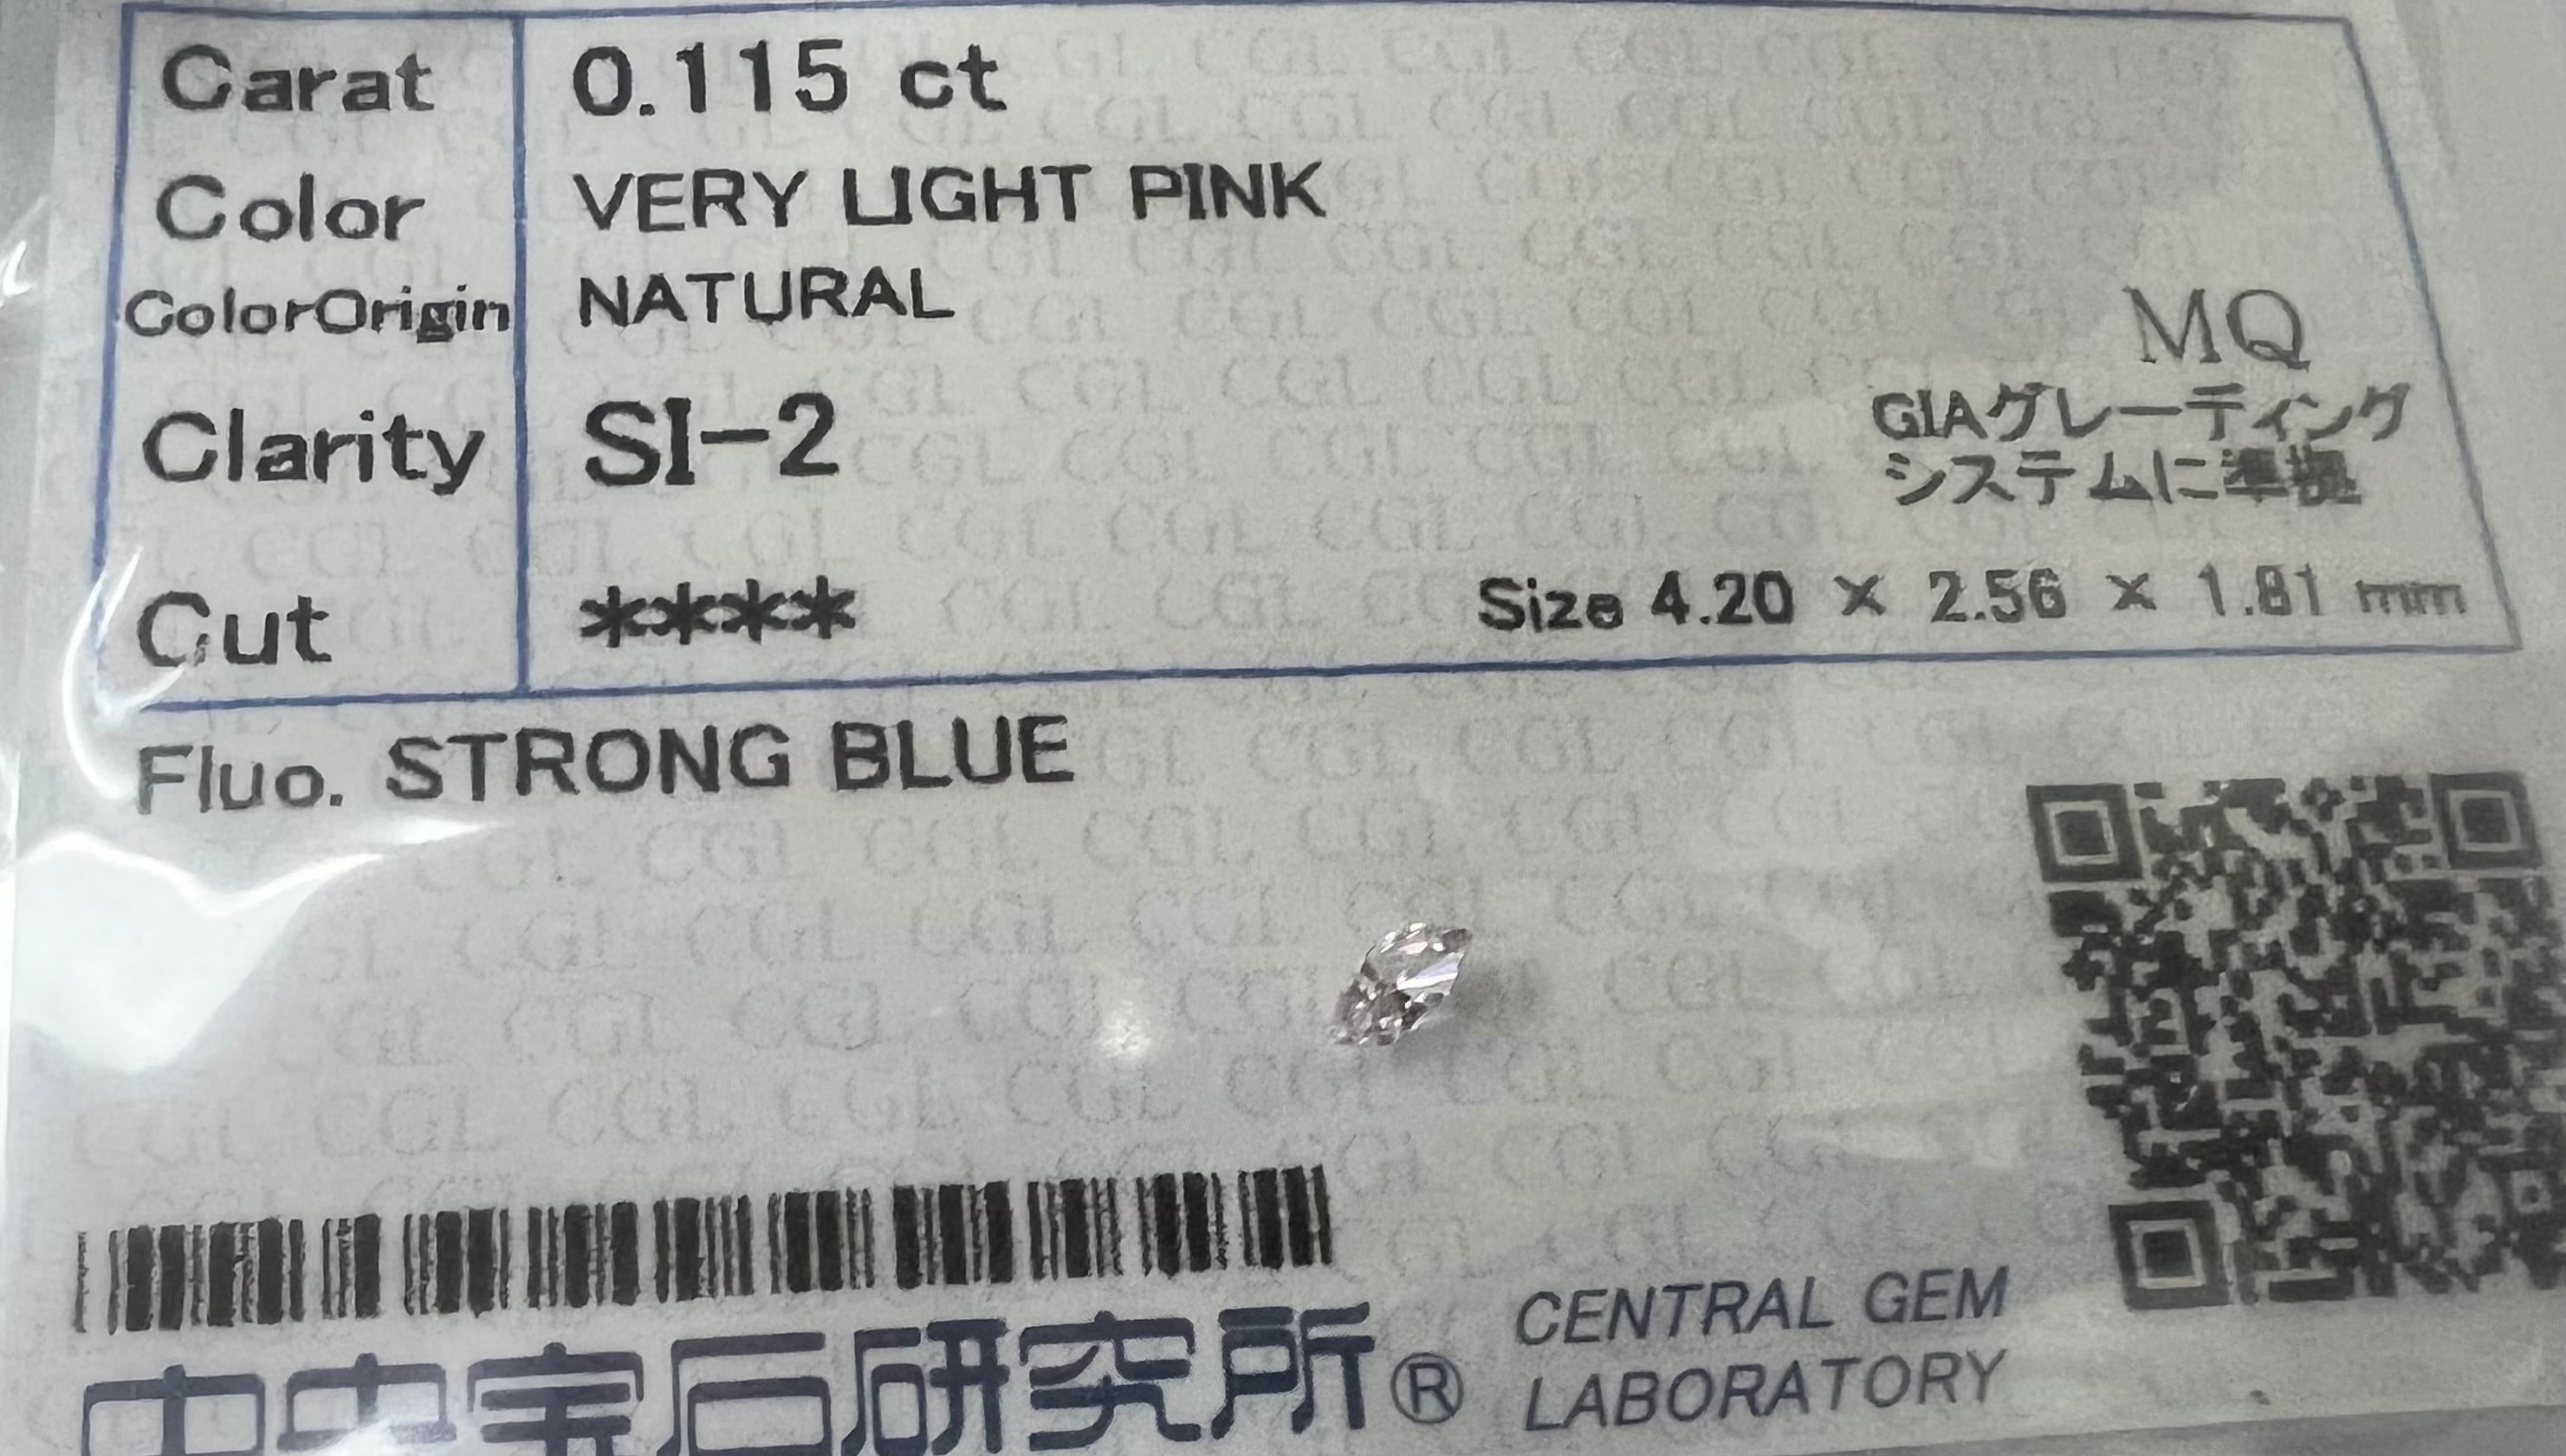 Carat 0.115 ct
Color VERY LIGHT PINK
ColorOrigin NATURAL
MQ
GIAグレーティング
Clarity SI-2
システムに準拠
Cut ****
Size 4.20 × 2.56 × 1.81 mm
Fluo. STRONG BLUE
中央宝石研究所®
CENTRAL GEM
LABORATORY